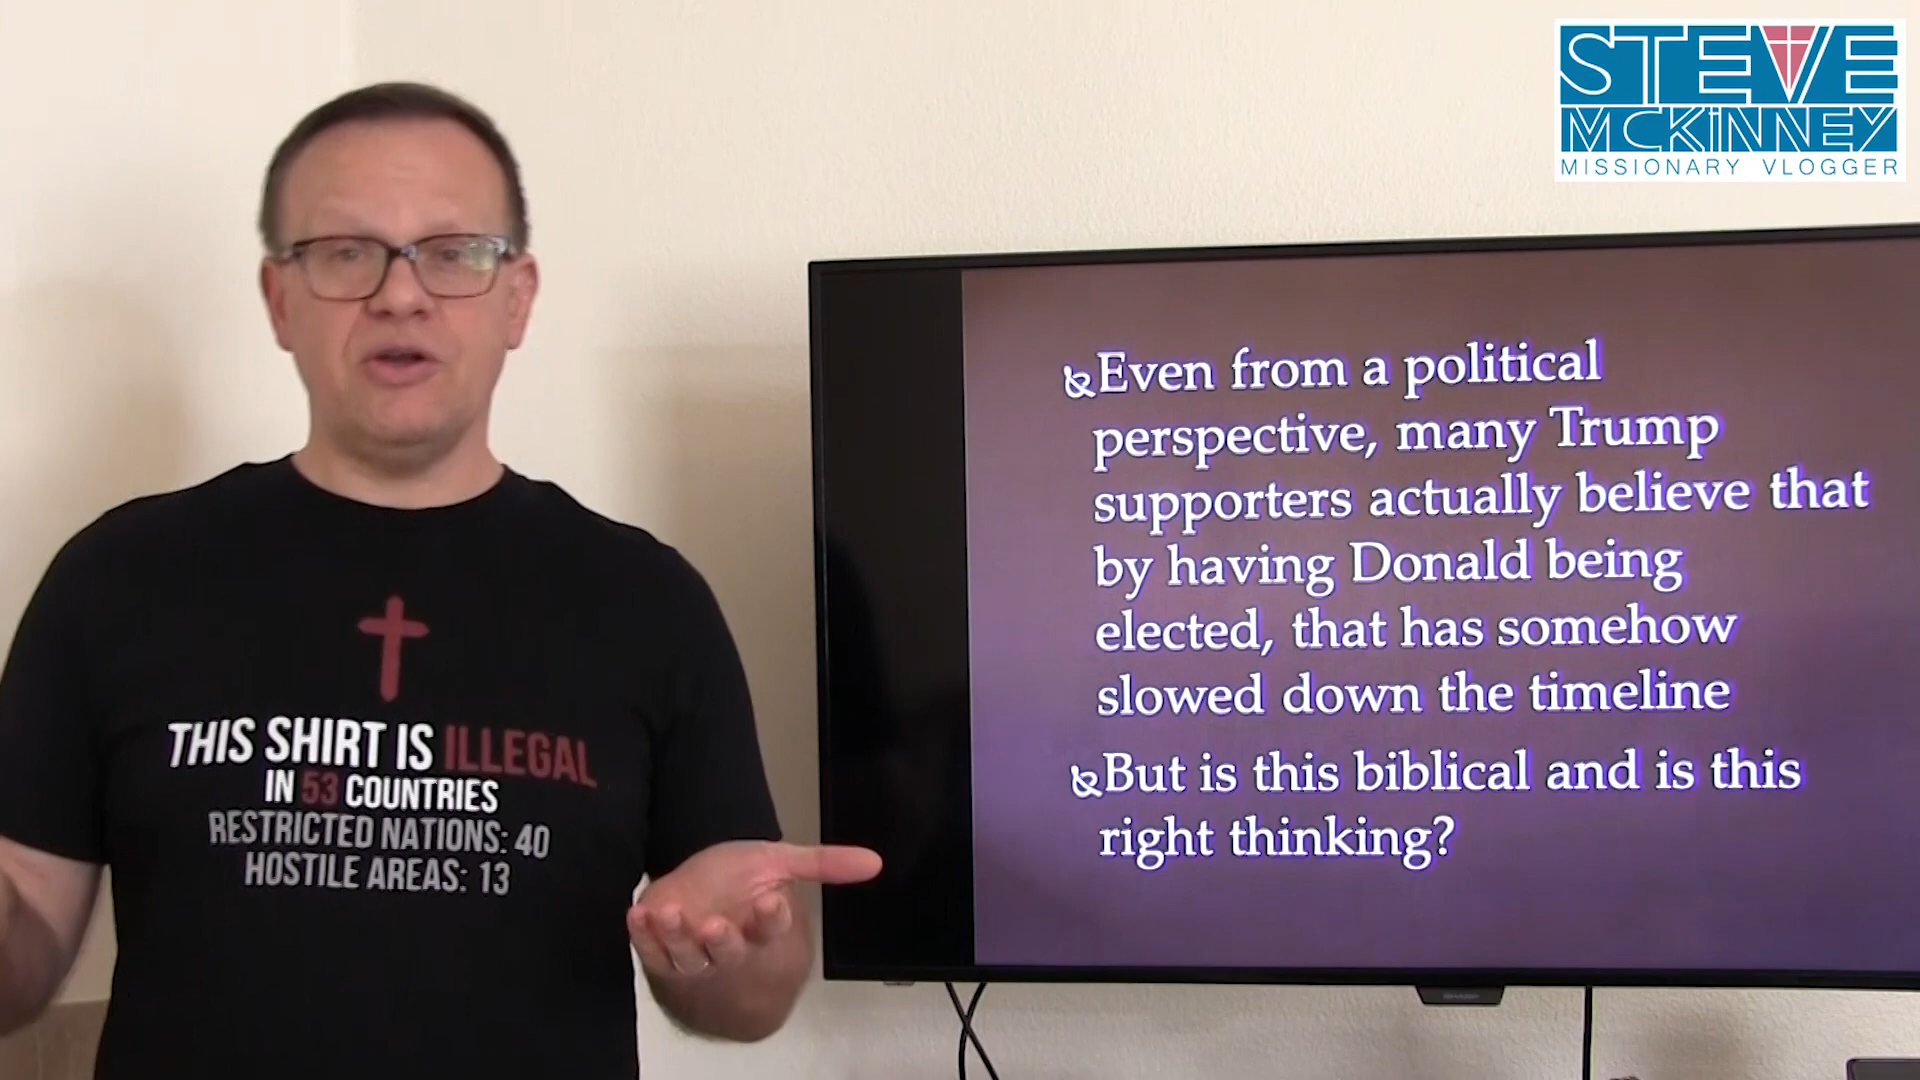 STEVE
MCKINNEY
MISSIONARY VLOGGER
Even from a political
perspective, many Trump
supporters actually believe that
by having Donald being
elected, that has somehow
slowed down the timeline
But is this biblical and is this
right thinking?
THIS SHIRT IS ILLEGAL
IN 53 COUNTRIES
RESTRICTED NATIONS: 40
HOSTILE AREAS: 13
SHARP